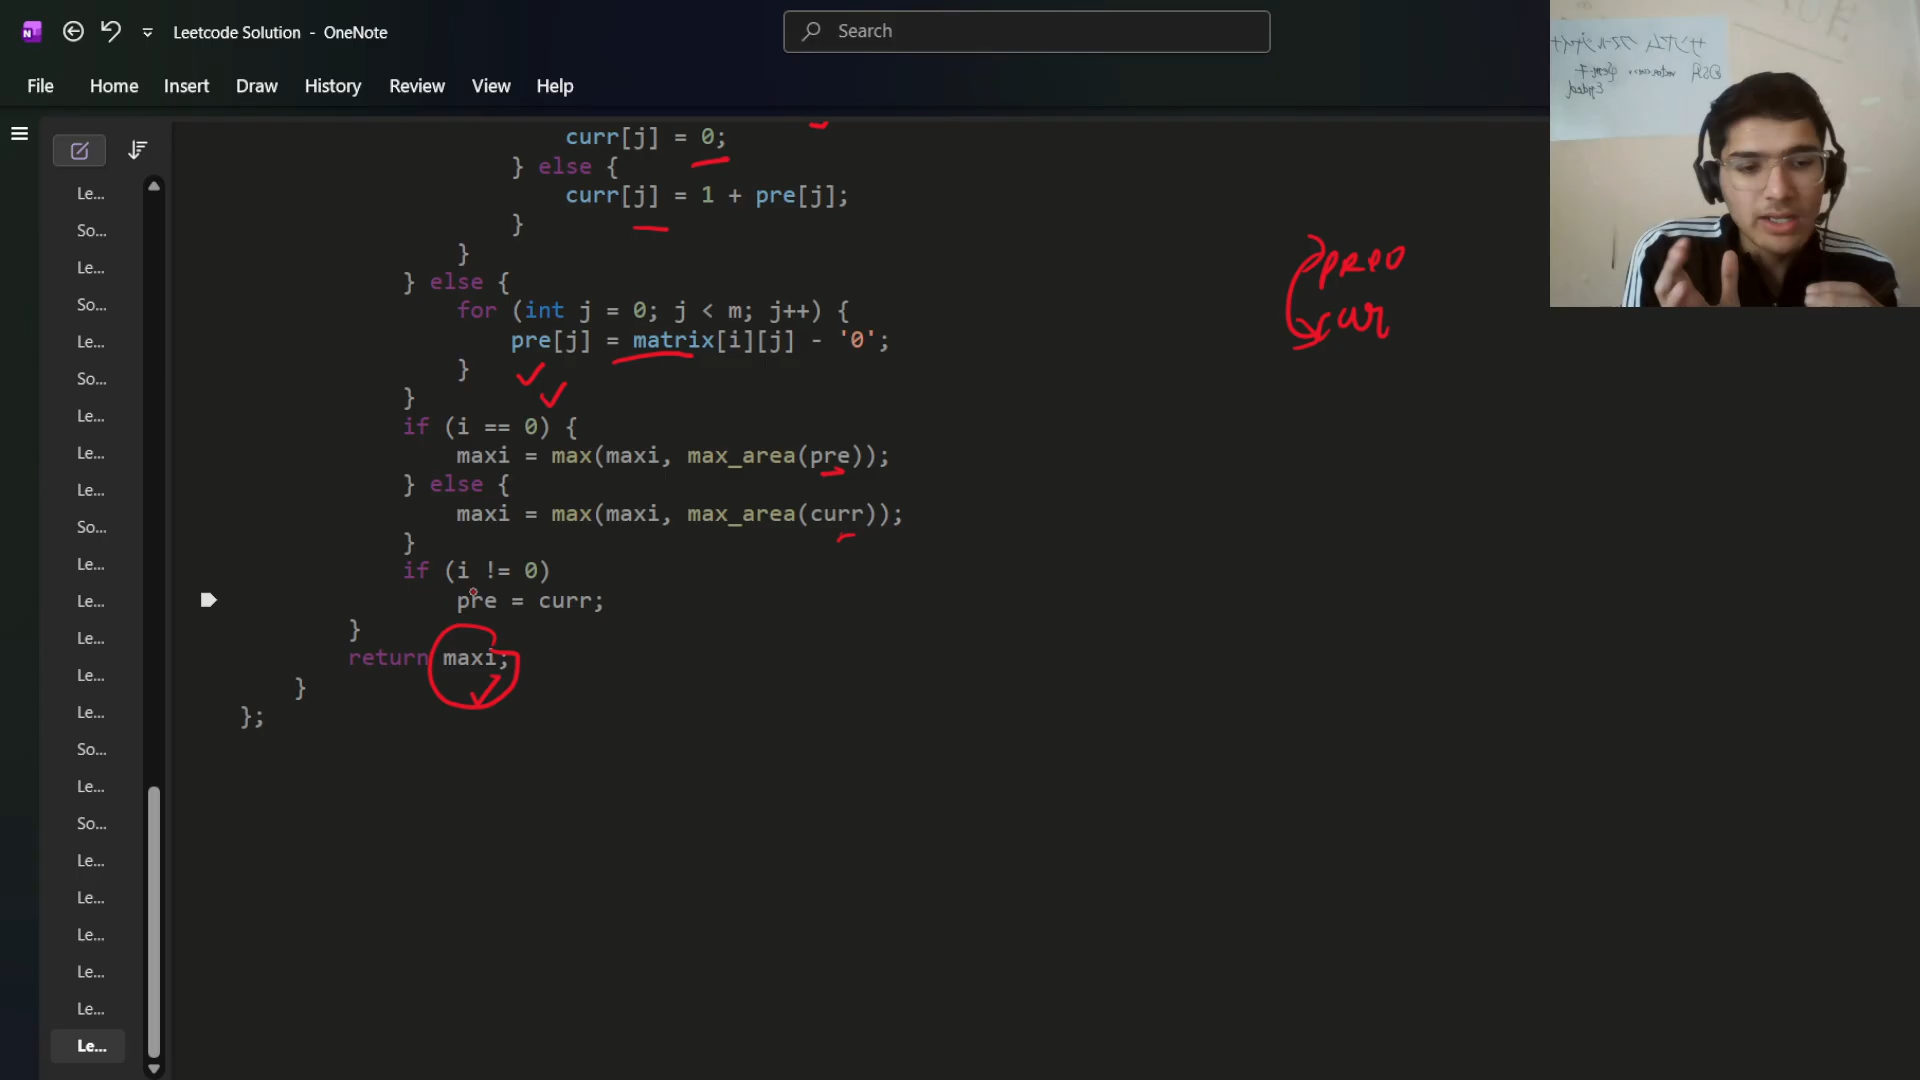 Leetcode Solution - OneNote
Search
File Home Insert Draw History Review View Help
Le...
So...
Le...
Le...
Le...
So...
Le...
Le...
Le...
So...
Le...
Le...
Le...
Le...
Le...
So...
Le...
So...
Le...
Le...
Le...
Le...
Le...
Le...
curr[j] = 0;
} else {
curr[j] = 1 + pre[j];
}
}
} else {
for (int j = 0; j < m; j++) {
pre[j] = matrix[i][j] - '0';
}
}
if (i == 0) {
maxi = max(maxi, max_area(pre));
} else {
maxi = max(maxi, max_area(curr));
}
if (i != 0)
pre = curr;
}
return maxi;
}
};